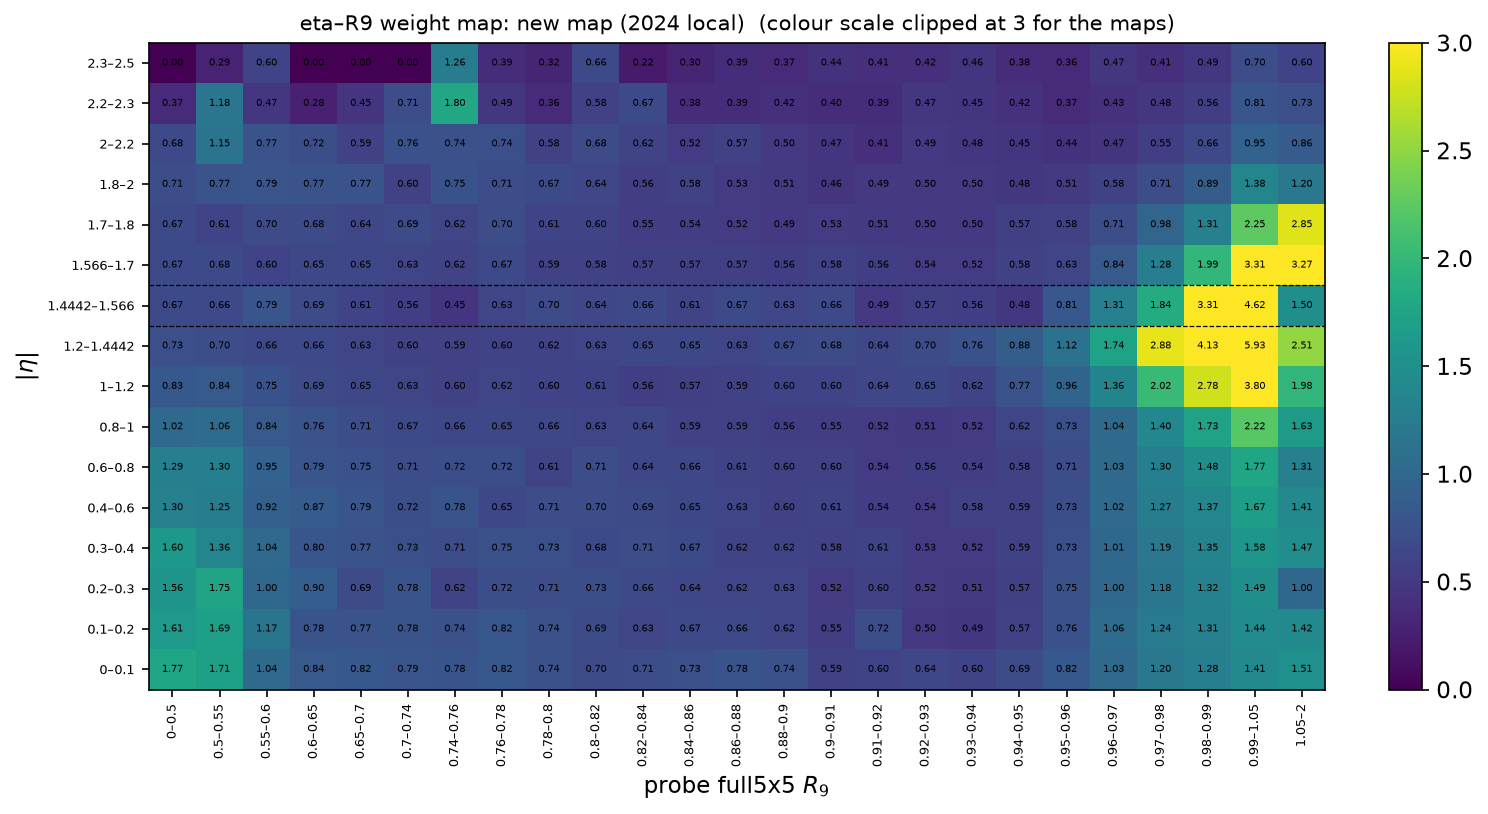 eta–R9 weight map: new map (2024 local)  (colour scale clipped at 3 for the maps)
2.3–2.5 0.00 0.29 0.60 0.00 0.00 0.00 1.26 0.39 0.32 0.66 0.22 0.30 0.39 0.37 0.44 0.41 0.42 0.46 0.38 0.36 0.47 0.41 0.49 0.70 0.60
2.2–2.3 0.37 1.18 0.47 0.28 0.45 0.71 1.80 0.49 0.36 0.58 0.67 0.38 0.39 0.42 0.40 0.39 0.47 0.45 0.42 0.37 0.43 0.48 0.56 0.81 0.73
2–2.2 0.68 1.15 0.77 0.72 0.59 0.76 0.74 0.74 0.58 0.68 0.62 0.52 0.57 0.50 0.47 0.41 0.49 0.48 0.45 0.44 0.47 0.55 0.66 0.95 0.86
1.8–2 0.71 0.77 0.79 0.77 0.77 0.60 0.75 0.71 0.67 0.64 0.56 0.58 0.53 0.51 0.46 0.49 0.50 0.50 0.48 0.51 0.58 0.71 0.89 1.38 1.20
1.7–1.8 0.67 0.61 0.70 0.68 0.64 0.69 0.62 0.70 0.61 0.60 0.55 0.54 0.52 0.49 0.53 0.51 0.50 0.50 0.57 0.58 0.71 0.98 1.31 2.25 2.85
1.566–1.7 0.67 0.68 0.60 0.65 0.65 0.63 0.62 0.67 0.59 0.58 0.57 0.57 0.57 0.56 0.58 0.56 0.54 0.52 0.58 0.63 0.84 1.28 1.99 3.31 3.27
1.4442–1.566 0.67 0.66 0.79 0.69 0.61 0.56 0.45 0.63 0.70 0.64 0.66 0.61 0.67 0.63 0.66 0.49 0.57 0.56 0.48 0.81 1.31 1.84 3.31 4.62 1.50
1.2–1.4442 0.73 0.70 0.66 0.66 0.63 0.60 0.59 0.60 0.62 0.63 0.65 0.65 0.63 0.67 0.68 0.64 0.70 0.76 0.88 1.12 1.74 2.88 4.13 5.93 2.51
1–1.2 0.83 0.84 0.75 0.69 0.65 0.63 0.60 0.62 0.60 0.61 0.56 0.57 0.59 0.60 0.60 0.64 0.65 0.62 0.77 0.96 1.36 2.02 2.78 3.80 1.98
0.8–1 1.02 1.06 0.84 0.76 0.71 0.67 0.66 0.65 0.66 0.63 0.64 0.59 0.59 0.56 0.55 0.52 0.51 0.52 0.62 0.73 1.04 1.40 1.73 2.22 1.63
0.6–0.8 1.29 1.30 0.95 0.79 0.75 0.71 0.72 0.72 0.61 0.71 0.64 0.66 0.61 0.60 0.60 0.54 0.56 0.54 0.58 0.71 1.03 1.30 1.48 1.77 1.31
0.4–0.6 1.30 1.25 0.92 0.87 0.79 0.72 0.78 0.65 0.71 0.70 0.69 0.65 0.63 0.60 0.61 0.54 0.54 0.58 0.59 0.73 1.02 1.27 1.37 1.67 1.41
0.3–0.4 1.60 1.36 1.04 0.80 0.77 0.73 0.71 0.75 0.73 0.68 0.71 0.67 0.62 0.62 0.58 0.61 0.53 0.52 0.59 0.73 1.01 1.19 1.35 1.58 1.47
0.2–0.3 1.56 1.75 1.00 0.90 0.69 0.78 0.62 0.72 0.71 0.73 0.66 0.64 0.62 0.63 0.52 0.60 0.52 0.51 0.57 0.75 1.00 1.18 1.32 1.49 1.00
0.1–0.2 1.61 1.69 1.17 0.78 0.77 0.78 0.74 0.82 0.74 0.69 0.63 0.67 0.66 0.62 0.55 0.72 0.50 0.49 0.57 0.76 1.06 1.24 1.31 1.44 1.42
0–0.1 1.77 1.71 1.04 0.84 0.82 0.79 0.78 0.82 0.74 0.70 0.71 0.73 0.78 0.74 0.59 0.60 0.64 0.60 0.69 0.82 1.03 1.20 1.28 1.41 1.51
|η|
0–0.5 0.5–0.55 0.55–0.6 0.6–0.65 0.65–0.7 0.7–0.74 0.74–0.76 0.76–0.78 0.78–0.8 0.8–0.82 0.82–0.84 0.84–0.86 0.86–0.88 0.88–0.9 0.9–0.91 0.91–0.92 0.92–0.93 0.93–0.94 0.94–0.95 0.95–0.96 0.96–0.97 0.97–0.98 0.98–0.99 0.99–1.05 1.05–2
probe full5x5 R9
3.0
2.5
2.0
1.5
1.0
0.5
0.0